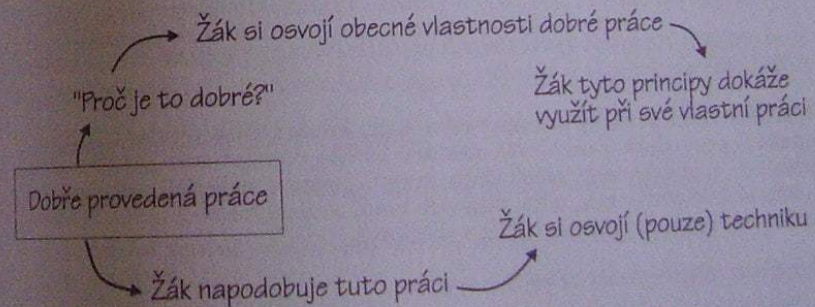 Žák si osvojí obecné vlastnosti dobré práce
"Proč je to dobré?"
Žák tyto principy dokáže
využít při své vlastní práci
Dobře provedená práce
Žák si osvojí (pouze) techniku
Žák napodobuje tuto práci